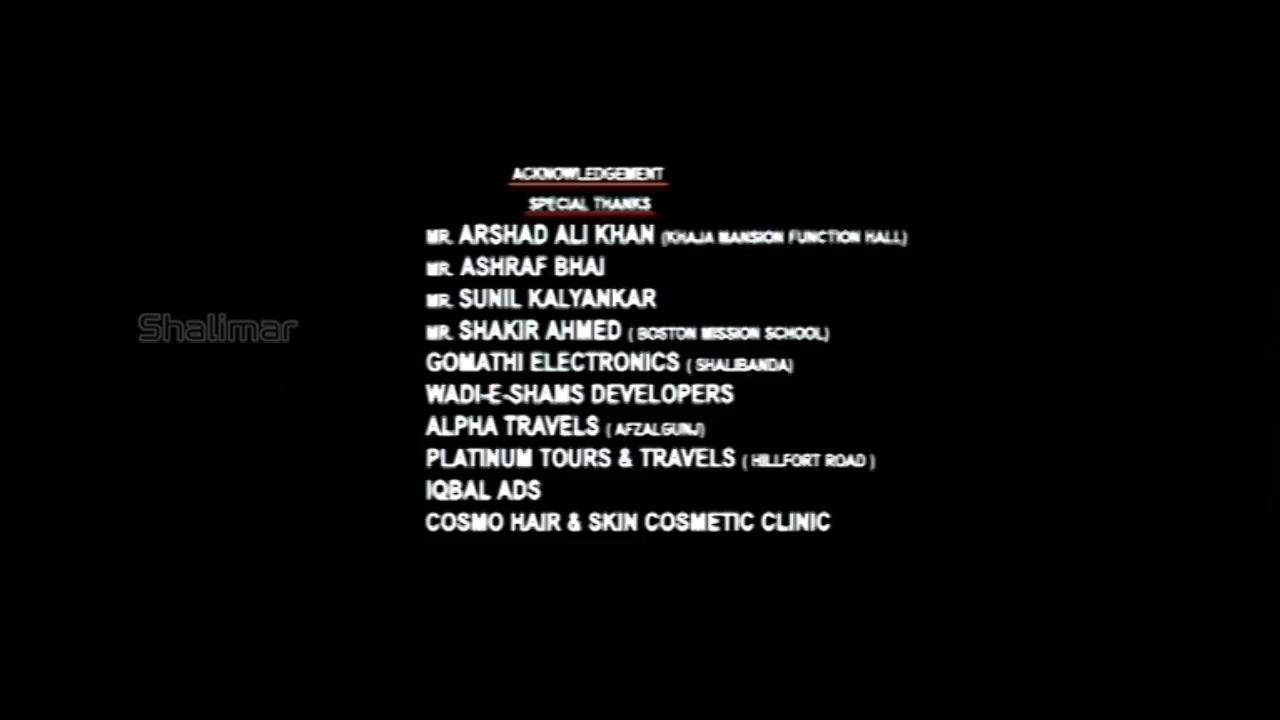 ACKNOWLEDGEMENT
SPECIAL THANKS
MR. ARSHAD ALI KHAN (KHAJA MANSION FUNCTION HALL)
MR. ASHRAF BHAI
MR. SUNIL KALYANKAR
Shalimar
MR. SHAKIR AHMED ( BOSTON MISSION SCHOOL)
GOMATHI ELECTRONICS ( SHALIBANDA)
WADI-E-SHAMS DEVELOPERS
ALPHA TRAVELS ( AFZALGUNJ)
PLATINUM TOURS & TRAVELS ( HILLFORT ROAD )
IQBAL ADS
COSMO HAIR & SKIN COSMETIC CLINIC